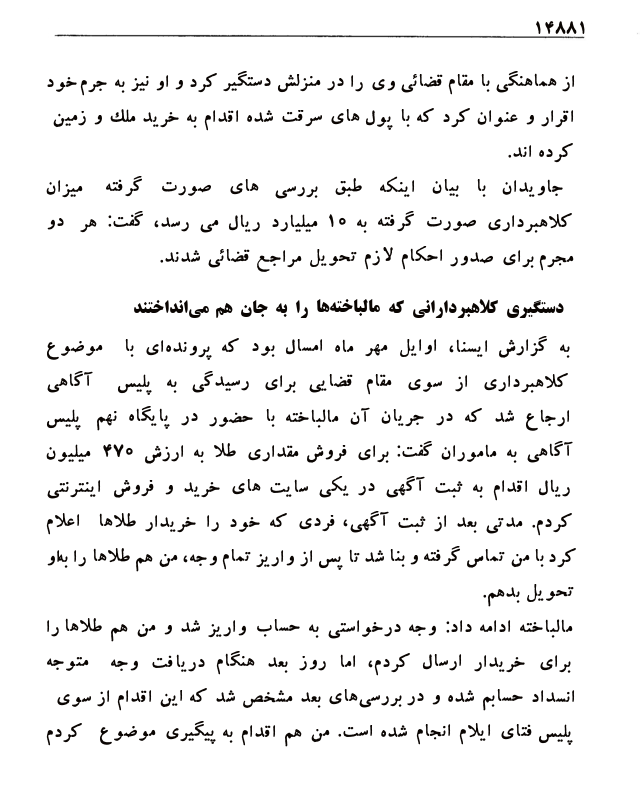 ۱۴۸۸۱
از هماهنگی با مقام قضائی وی را در منزلش دستگیر کرد و او نیز به جرم خود
اقرار و عنوان کرد که با پول های سرقت شده اقدام به خرید ملك و زمین
کرده اند.
جاویدان با بیان اینکه طبق بررسی های صورت گرفته میزان
کلاهبرداری صورت گرفته به ۱۰ میلیارد ریال می رسد، گفت: هر دو
مجرم برای صدور احکام لازم تحویل مراجع قضائی شدند.
دستگیری کلاهبردارانی که مالباخته‌ها را به جان هم می‌انداختند
به گزارش ایسنا، اوایل مهر ماه امسال بود که پرونده‌ای با موضوع
کلاهبرداری از سوی مقام قضایی برای رسیدگی به پلیس آگاهی
ارجاع شد که در جریان آن مالباخته با حضور در پایگاه نهم پلیس
آگاهی به ماموران گفت: برای فروش مقداری طلا به ارزش ۴۷۰ میلیون
ریال اقدام به ثبت آگهی در یکی سایت های خرید و فروش اینترنتی
کردم. مدتی بعد از ثبت آگهی، فردی که خود را خریدار طلاها اعلام
کرد با من تماس گرفته و بنا شد تا پس از واریز تمام وجه، من هم طلاها را به‌او
تحویل بدهم.
مالباخته ادامه داد: وجه درخواستی به حساب واریز شد و من هم طلاها را
برای خریدار ارسال کردم، اما روز بعد هنگام دریافت وجه متوجه
انسداد حسابم شده و در بررسی‌های بعد مشخص شد که این اقدام از سوی
پلیس فتای ایلام انجام شده است. من هم اقدام به پیگیری موضوع کردم